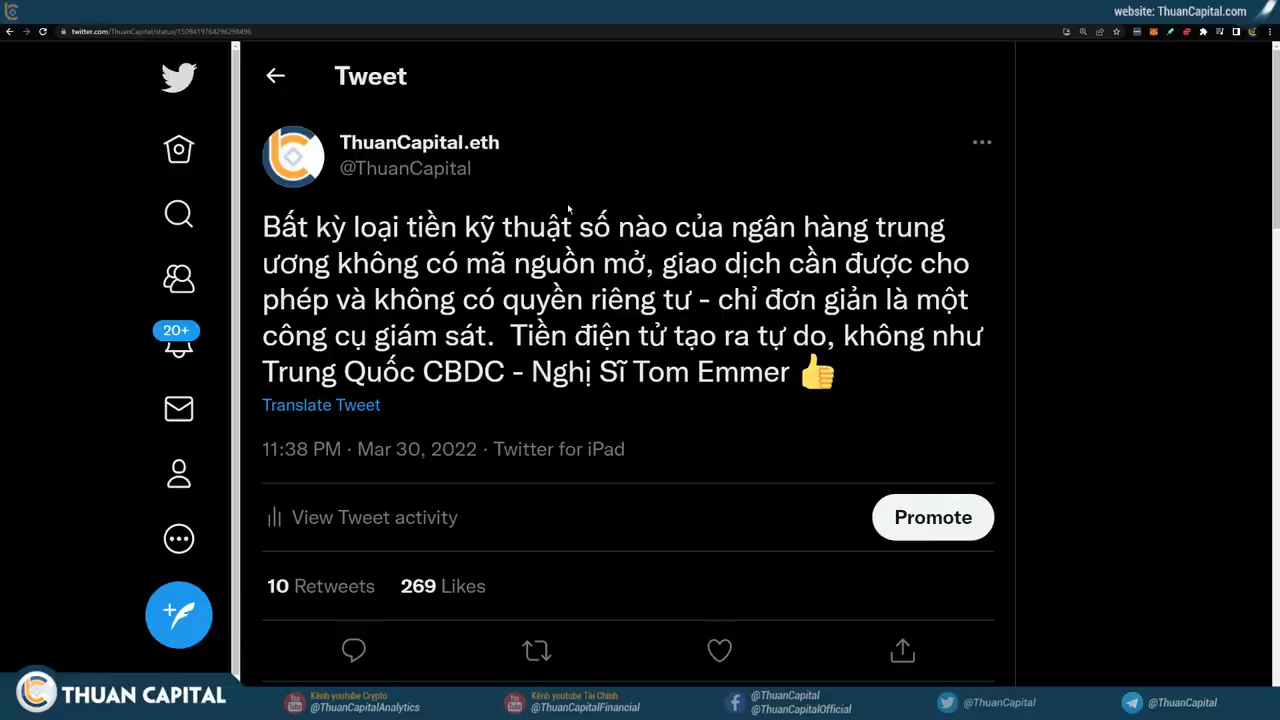 website: ThuanCapital.com
twitter.com/ThuanCapital/status/1509419764296298496
Tweet
ThuanCapital.eth
@ThuanCapital
Bất kỳ loại tiền kỹ thuật số nào của ngân hàng trung
ương không có mã nguồn mở, giao dịch cần được cho
phép và không có quyền riêng tư - chỉ đơn giản là một
công cụ giám sát. Tiền điện tử tạo ra tự do, không như
Trung Quốc CBDC - Nghị Sĩ Tom Emmer 👍
Translate Tweet
11:38 PM · Mar 30, 2022 · Twitter for iPad
View Tweet activity
Promote
10 Retweets 269 Likes
20+
THUAN CAPITAL
Kênh youtube Crypto
@ThuanCapitalAnalytics
Kênh youtube Tài Chính
@ThuanCapitalFinancial
@ThuanCapital
@ThuanCapitalOfficial
@ThuanCapital
@ThuanCapital